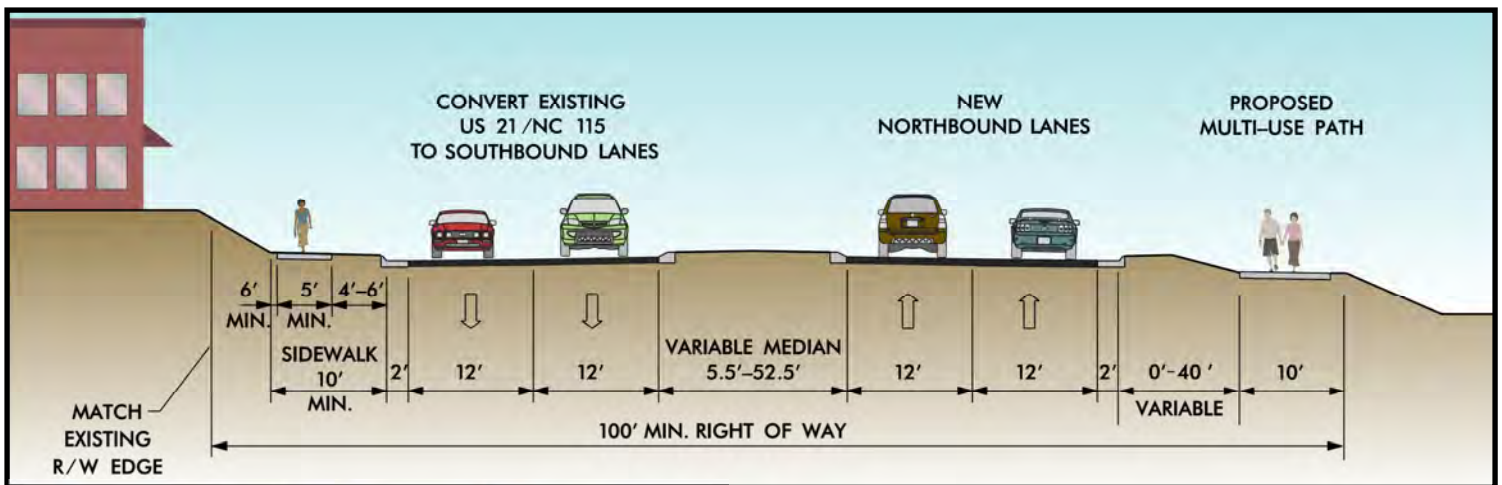 CONVERT EXISTING
US 21 /NC 115
TO SOUTHBOUND LANES
NEW
NORTHBOUND LANES
PROPOSED
MULTI–USE PATH
6'
MIN.
5'
MIN.
4'–6'
SIDEWALK
10'
MIN.
2'
12'
12'
VARIABLE MEDIAN
5.5'–52.5'
12'
12'
2'
0'-40 '
VARIABLE
10'
MATCH
EXISTING
R/W EDGE
100' MIN. RIGHT OF WAY